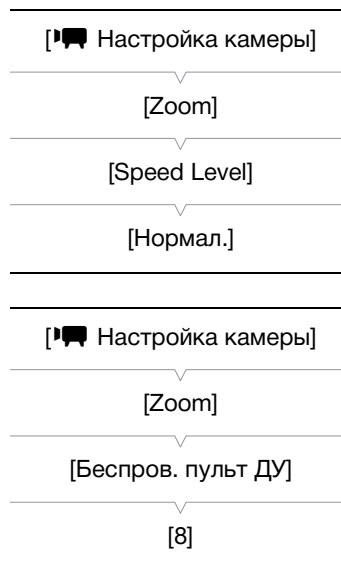 [ Настройка камеры]
[Zoom]
[Speed Level]
[Нормал.]
[ Настройка камеры]
[Zoom]
[Беспров. пульт ДУ]
[8]